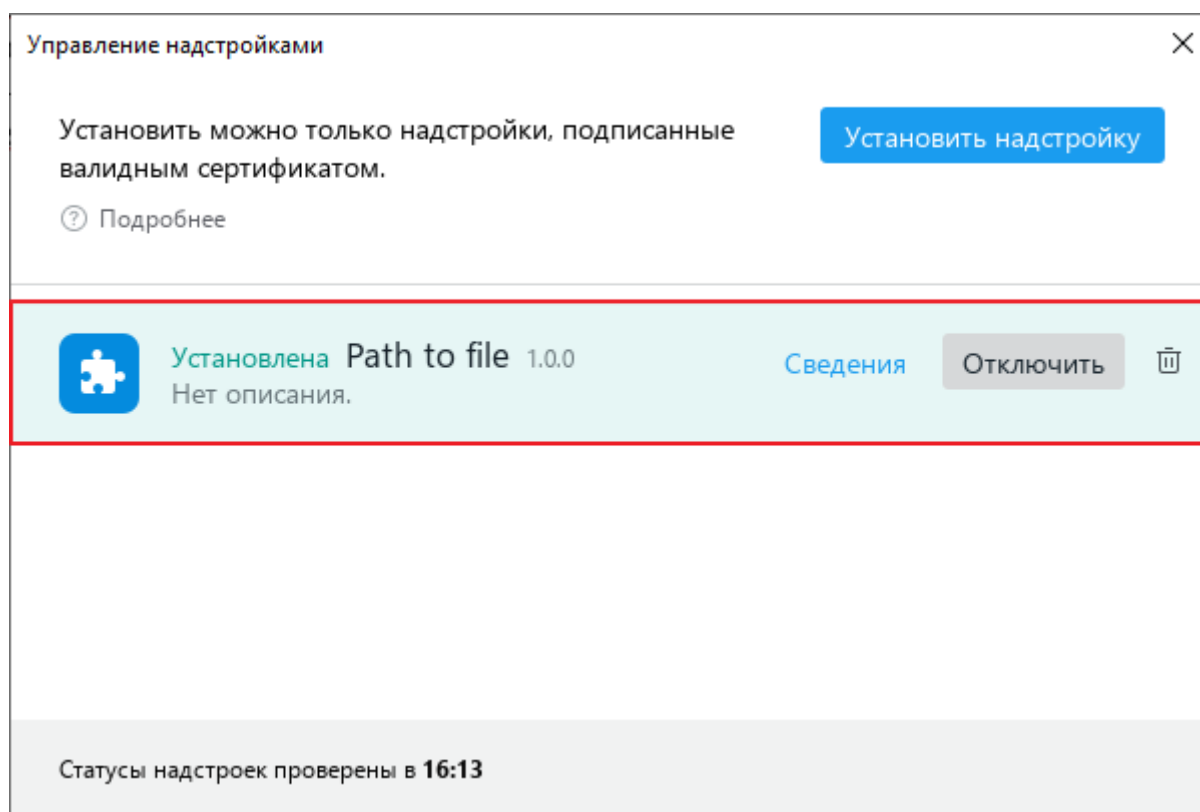 Управление надстройками
Установить можно только надстройки, подписанные
валидным сертификатом.
Установить надстройку
? Подробнее
Установлена Path to file 1.0.0
Нет описания.
Сведения
Отключить
Статусы надстроек проверены в 16:13